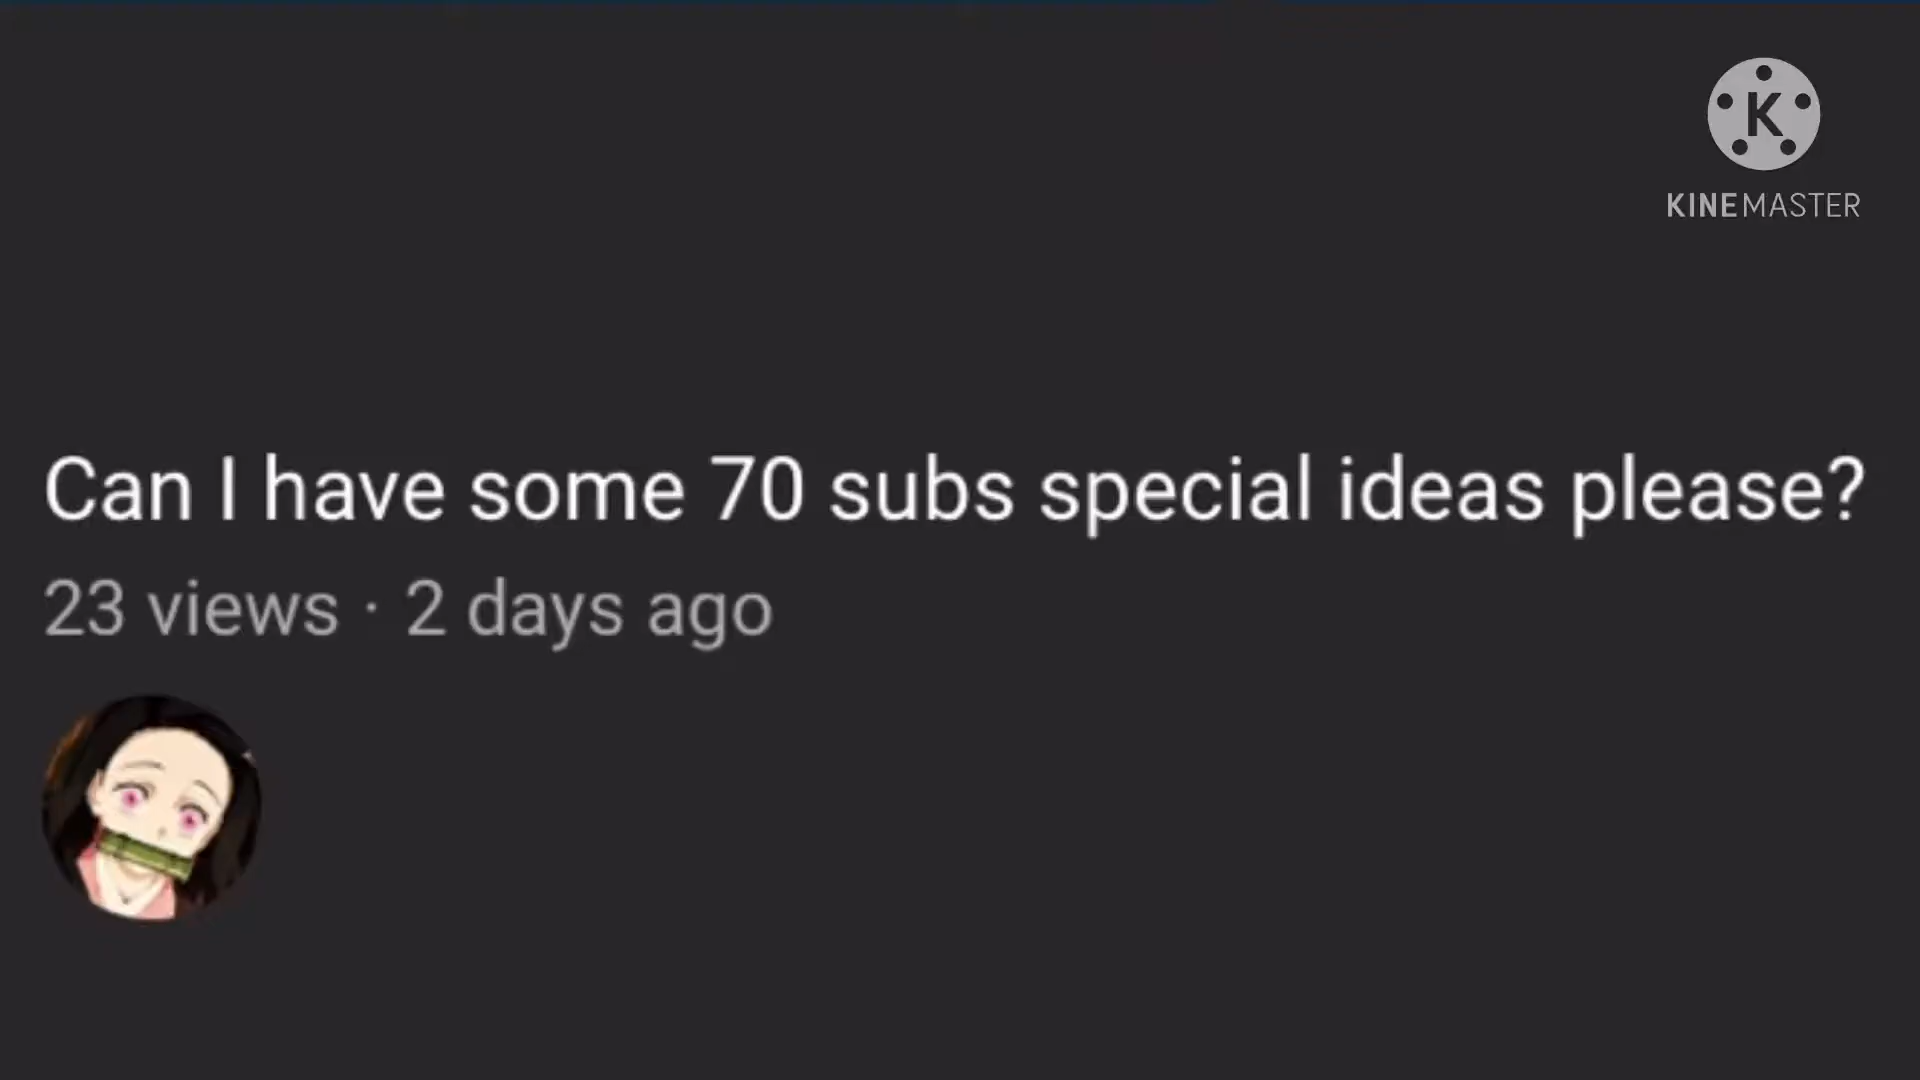 K
KINEMASTER
Can I have some 70 subs special ideas please?
23 views · 2 days ago